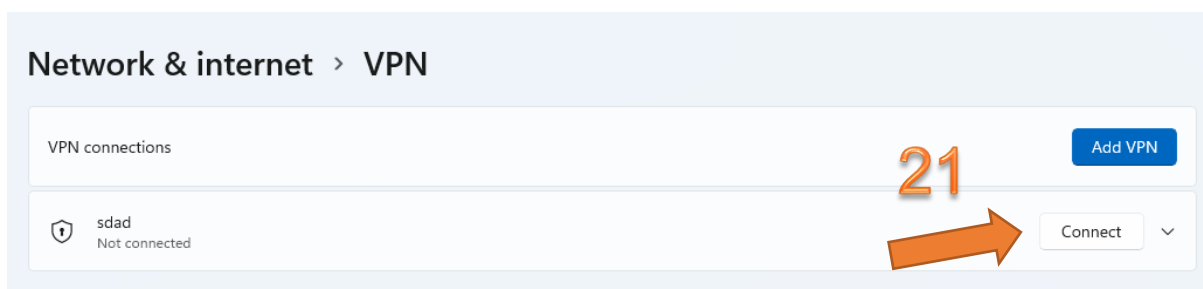 Network & internet > VPN
VPN connections
Add VPN
21
sdad
Not connected
Connect